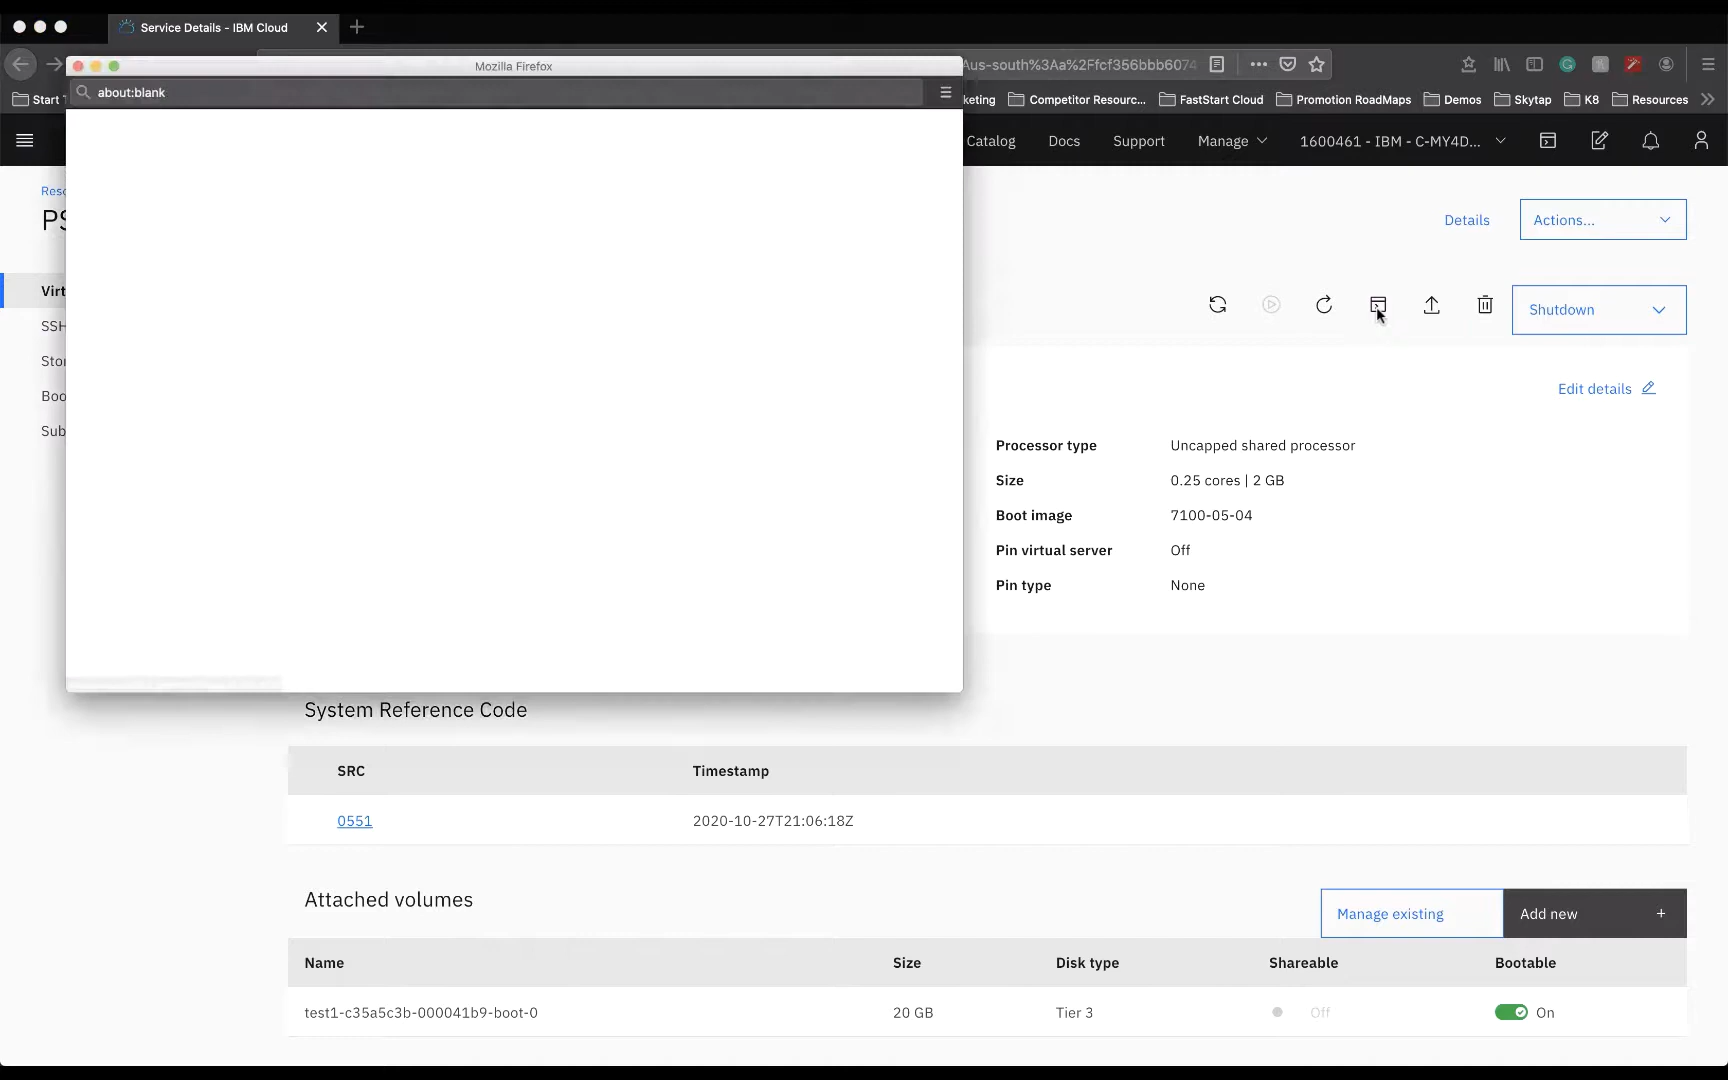 Service Details - IBM Cloud
Mozilla Firefox
about:blank
Aus-south%3Aa%2Ffcf356bbb6074
Start
keting
Competitor Resourc...
FastStart Cloud
Promotion RoadMaps
Demos
Skytap
K8
Resources
Catalog
Docs
Support
Manage
1600461 - IBM - C-MY4D...
Reso
PS
Details
Actions...
Virt
SSH
Stor
Boo
Sub
Shutdown
Edit details
Processor type Uncapped shared processor
Size 0.25 cores | 2 GB
Boot image 7100-05-04
Pin virtual server Off
Pin type None
System Reference Code
SRC Timestamp
0551 2020-10-27T21:06:18Z
Attached volumes
Manage existing
Add new +
Name Size Disk type Shareable Bootable
test1-c35a5c3b-000041b9-boot-0 20 GB Tier 3 Off On